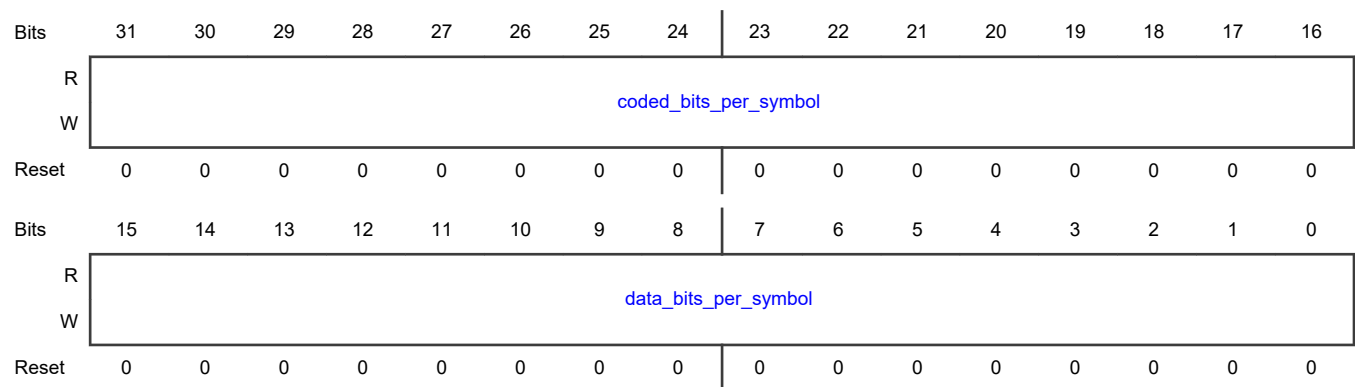 Bits 31 30 29 28 27 26 25 24 23 22 21 20 19 18 17 16
R
coded_bits_per_symbol
W
Reset 0 0 0 0 0 0 0 0 0 0 0 0 0 0 0 0
Bits 15 14 13 12 11 10 9 8 7 6 5 4 3 2 1 0
R
data_bits_per_symbol
W
Reset 0 0 0 0 0 0 0 0 0 0 0 0 0 0 0 0